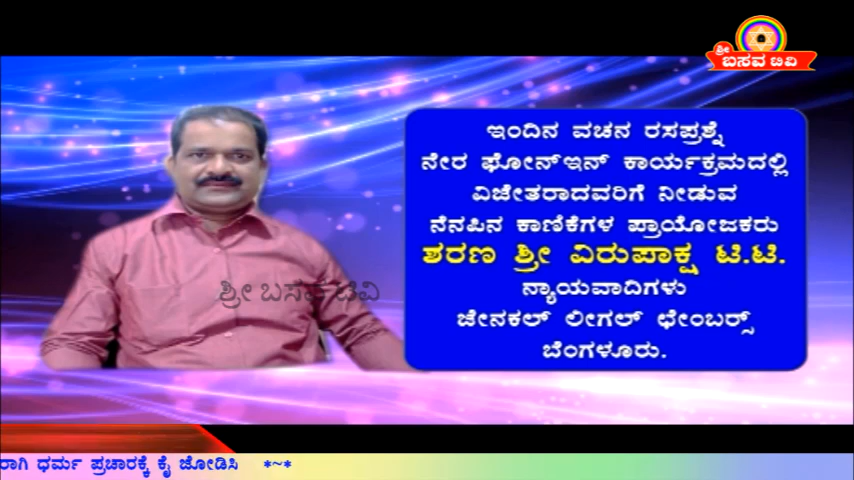 ಶ್ರೀ
ಬಸವ ಟಿವಿ
ಇಂದಿನ ವಚನ ರಸಪ್ರಶ್ನೆ
ನೇರ ಫೋನ್‌ಇನ್ ಕಾರ್ಯಕ್ರಮದಲ್ಲಿ
ವಿಜೇತರಾದವರಿಗೆ ನೀಡುವ
ನೆನಪಿನ ಕಾಣಿಕೆಗಳ ಪ್ರಾಯೋಜಕರು
ಶರಣ ಶ್ರೀ ವಿರುಪಾಕ್ಷ ಟಿ.ಟಿ.
ನ್ಯಾಯವಾದಿಗಳು
ಜೇನಕಲ್ ಲೀಗಲ್ ಛೇಂಬರ‍್ಸ್
ಬೆಂಗಳೂರು.
ಶ್ರೀ ಬಸವ ಟಿವಿ
ರಾಗಿ ಧರ್ಮ ಪ್ರಚಾರಕ್ಕೆ ಕೈ ಜೋಡಿಸಿ *~*